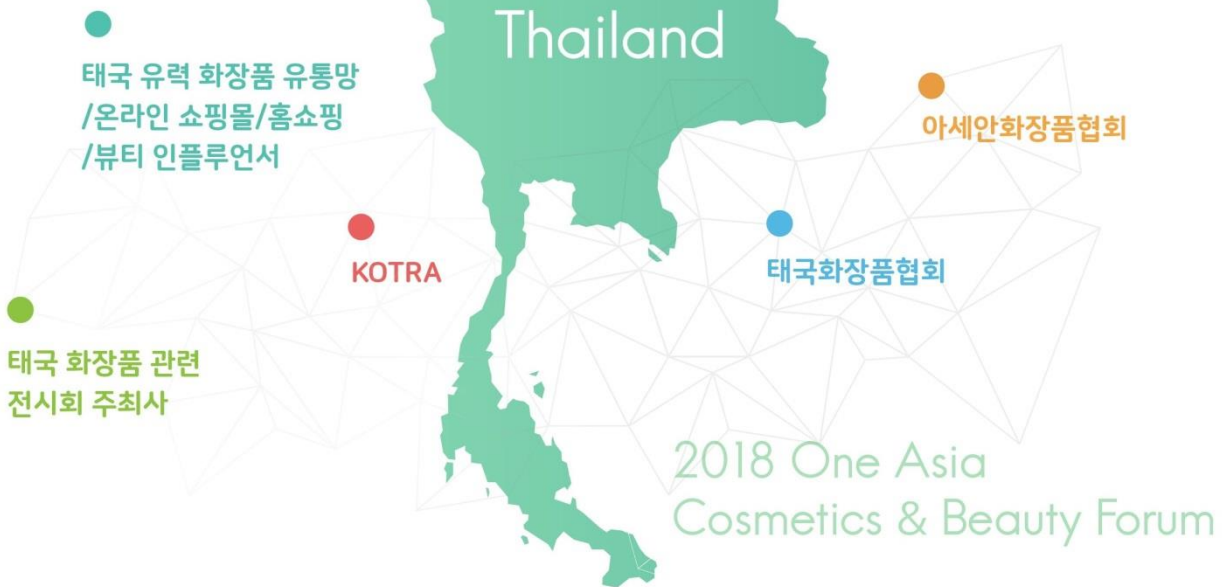 Thailand
태국 유력 화장품 유통망
/온라인 쇼핑몰/홈쇼핑
/뷰티 인플루언서
아세안화장품협회
KOTRA
태국화장품협회
태국 화장품 관련
전시회 주최사
2018 One Asia
Cosmetics & Beauty Forum